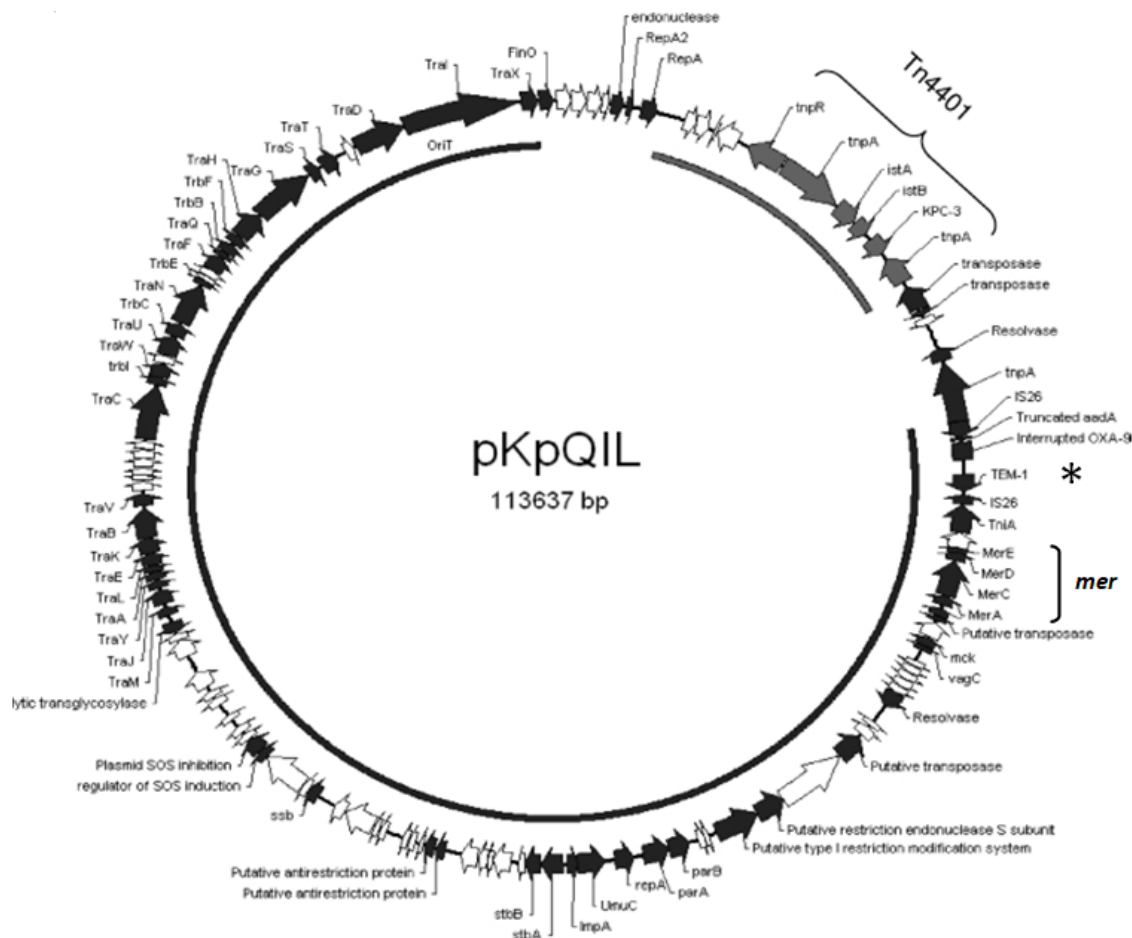 endonuclease
RepA2
RepA
FinO
TraX
TraI
TraD
TraT
TraS
OriT
TraH
TraG
TrbF
TrbB
TraQ
TraF
TrbE
TraN
TrbC
TraU
TraW
trbI
TraC
TraV
TraB
TraK
TraE
TraL
TraA
TraY
TraJ
TraM
lytic transglycosylase
Plasmid SOS inhibition
regulator of SOS induction
ssb
Putative antirestriction protein
Putative antirestriction protein
stbB
stbA
ImpA
UmuC
repA
parA
parB
Putative type I restriction modification system
Putative restriction endonuclease S subunit
Putative transposase
Resolvase
vagC
mck
Putative transposase
MerA
MerC
MerD
MerE
mer
TniA
IS26
TEM-1 *
Interrupted OXA-9
Truncated aadA
IS26
tnpA
Resolvase
transposase
transposase
tnpA
KPC-3
istB
istA
tnpA
tnpR
Tn4401
pKpQIL
113637 bp